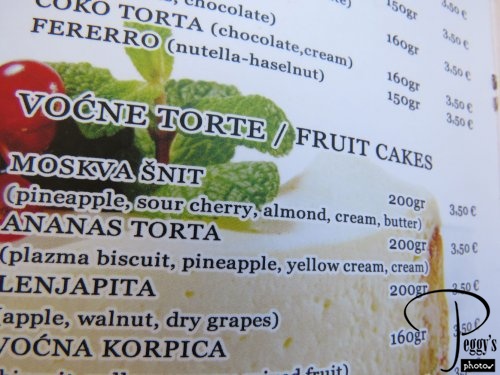 , chocolate)
ČOKO TORTA (chocolate,cream) 150gr 3,50 €
FERERRO (nutella-haselnut) 160gr 3,50 €
160gr 3,50 €
150gr 3,50 €
VOĆNE TORTE / FRUIT CAKES
MOSKVA ŠNIT 200gr 3,50 €
(pineapple, sour cherry, almond, cream, butter)
ANANAS TORTA 200gr 3,50 €
(plazma biscuit, pineapple, yellow cream, cream)
LENJAPITA 200gr 3,50 €
(apple, walnut, dry grapes)
VOĆNA KORPICA 160gr 3,50 €
mixed fruit)
Peggy's
photos